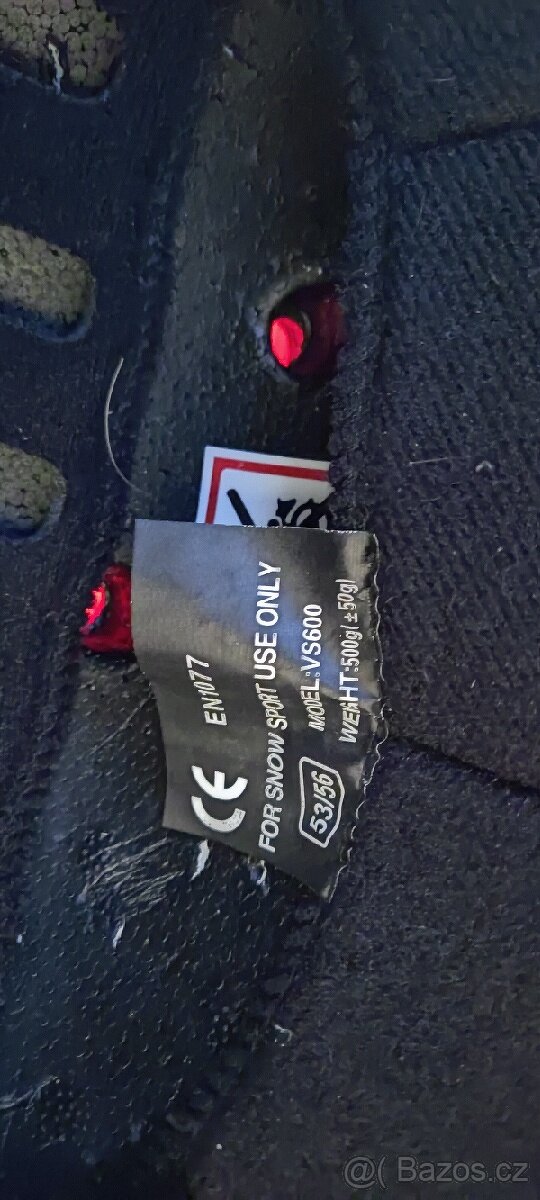 CE EN1077
FOR SNOW SPORT USE ONLY
53/56 MODEL:VS600
WEIGHT:500g(±50g)
@( Bazos.cz